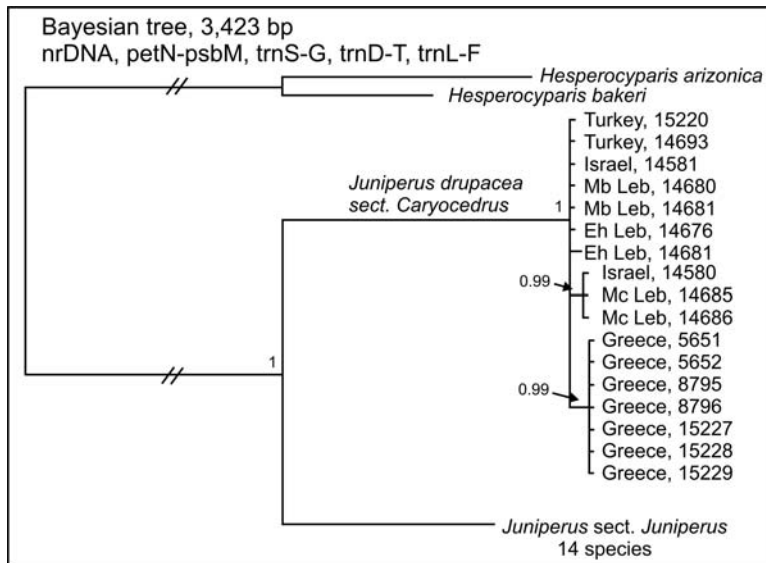 Bayesian tree, 3,423 bp
nrDNA, petN-psbM, trnS-G, trnD-T, trnL-F
Hesperocyparis arizonica
Hesperocyparis bakeri
Turkey, 15220
Turkey, 14693
Israel, 14581
Juniperus drupacea
sect. Caryocedrus
1
Mb Leb, 14680
Mb Leb, 14681
Eh Leb, 14676
Eh Leb, 14681
0.99
Israel, 14580
Mc Leb, 14685
Mc Leb, 14686
Greece, 5651
Greece, 5652
1
0.99
Greece, 8795
Greece, 8796
Greece, 15227
Greece, 15228
Greece, 15229
Juniperus sect. Juniperus
14 species